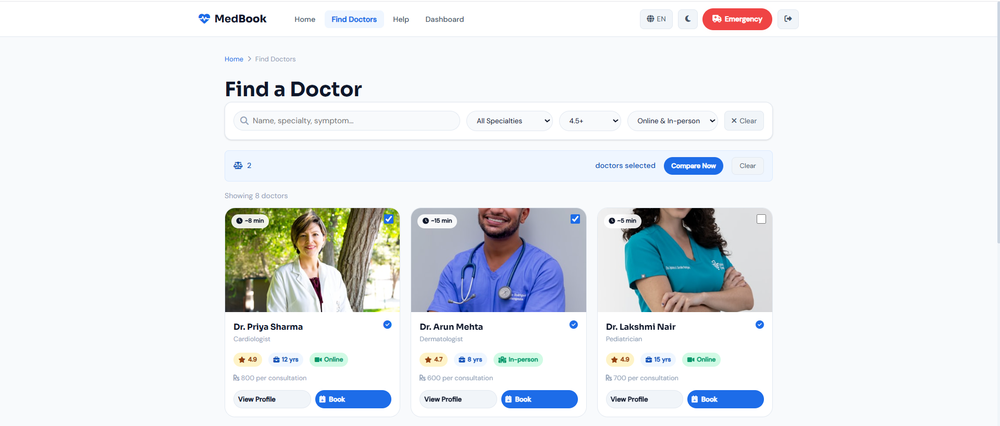 MedBook Home Find Doctors Help Dashboard EN Emergency
Home > Find Doctors
Find a Doctor
Name, specialty, symptom... All Specialties 4.5+ Online & In-person × Clear
2 doctors selected Compare Now Clear
Showing 8 doctors
~8 min ~15 min ~5 min
Dr. Priya Sharma Dr. Arun Mehta Dr. Lakshmi Nair
Cardiologist Dermatologist Pediatrician
4.9 12 yrs Online 4.7 8 yrs In-person 4.9 15 yrs Online
Rs 800 per consultation Rs 600 per consultation Rs 700 per consultation
View Profile Book View Profile Book View Profile Book